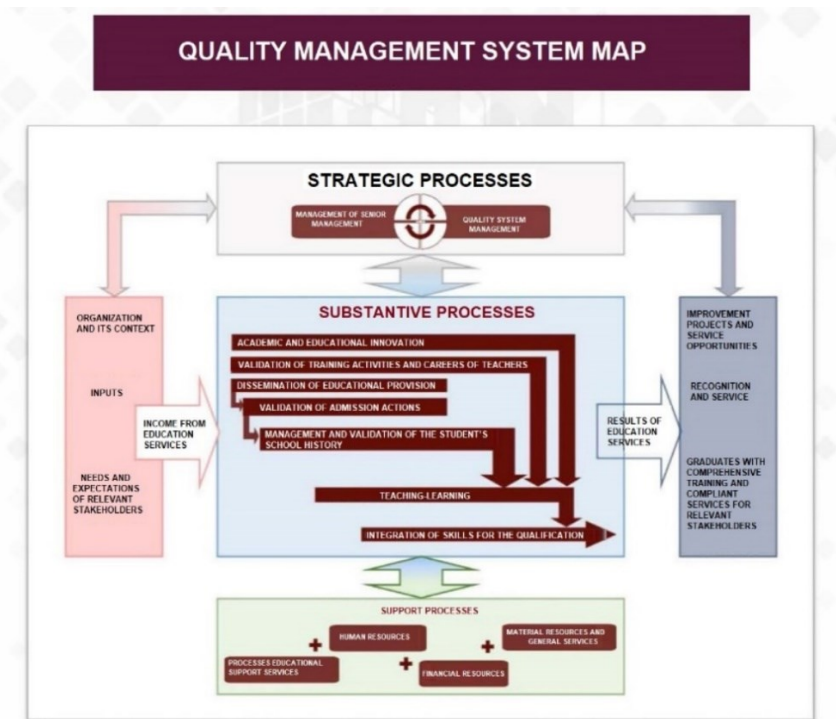 QUALITY MANAGEMENT SYSTEM MAP
STRATEGIC PROCESSES
MANAGEMENT OF SENIOR
MANAGEMENT
QUALITY SYSTEM
MANAGEMENT
ORGANIZATION
AND ITS CONTEXT
INPUTS
NEEDS AND
EXPECTATIONS
OF RELEVANT
STAKEHOLDERS
INCOME FROM
EDUCATION
SERVICES
SUBSTANTIVE PROCESSES
ACADEMIC AND EDUCATIONAL INNOVATION
VALIDATION OF TRAINING ACTIVITIES AND CAREERS OF TEACHERS
DISSEMINATION OF EDUCATIONAL PROVISION
VALIDATION OF ADMISSION ACTIONS
MANAGEMENT AND VALIDATION OF THE STUDENT'S
SCHOOL HISTORY
TEACHING-LEARNING
INTEGRATION OF SKILLS FOR THE QUALIFICATION
RESULTS OF
EDUCATION
SERVICES
IMPROVEMENT
PROJECTS AND
SERVICE
OPPORTUNITIES
RECOGNITION
AND SERVICE
GRADUATES WITH
COMPREHENSIVE
TRAINING AND
COMPLIANT
SERVICES FOR
RELEVANT
STAKEHOLDERS
SUPPORT PROCESSES
PROCESSES EDUCATIONAL
SUPPORT SERVICES
+
HUMAN RESOURCES
+
FINANCIAL RESOURCES
+
MATERIAL RESOURCES AND
GENERAL SERVICES